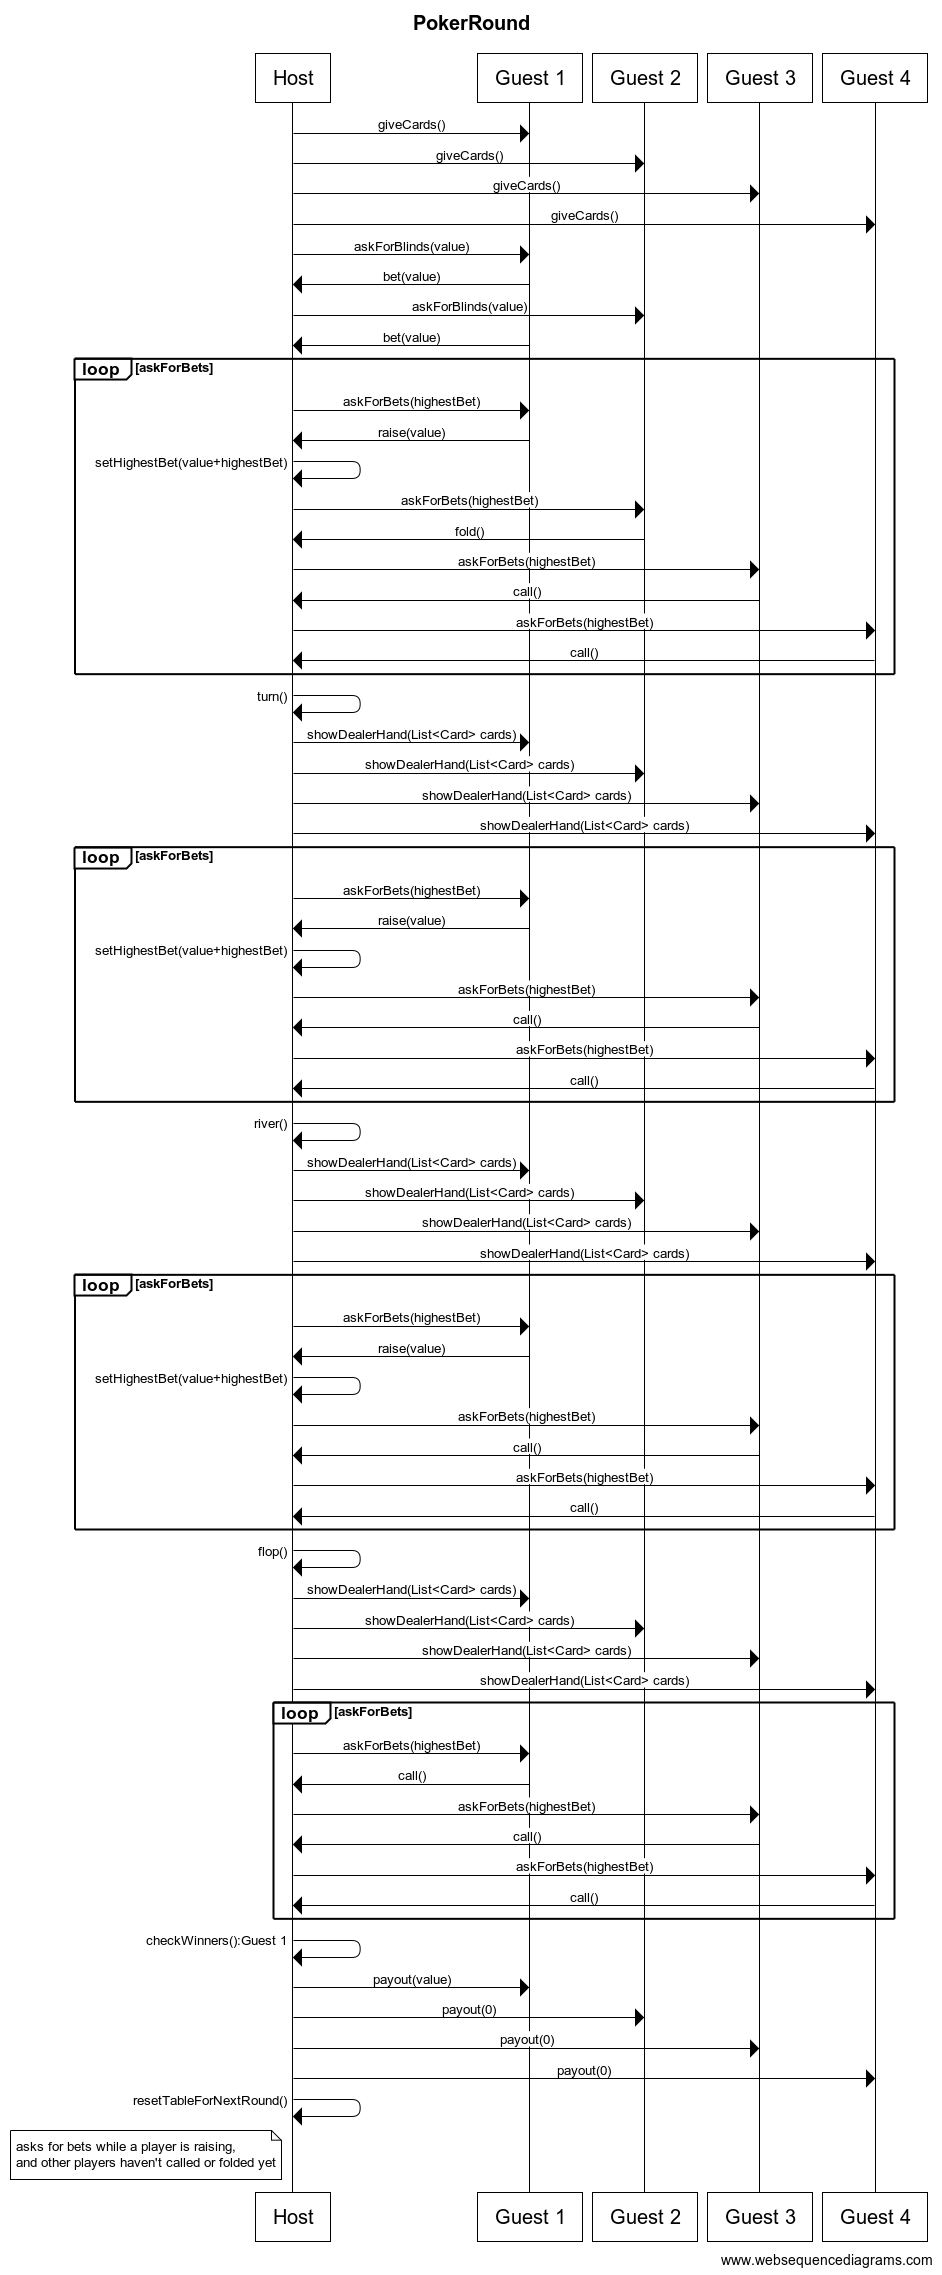 PokerRound
Host
Guest 1
Guest 2
Guest 3
Guest 4
giveCards()
giveCards()
giveCards()
giveCards()
askForBlinds(value)
bet(value)
askForBlinds(value)
bet(value)
loop [askForBets]
askForBets(highestBet)
raise(value)
setHighestBet(value+highestBet)
askForBets(highestBet)
fold()
askForBets(highestBet)
call()
askForBets(highestBet)
call()
turn()
showDealerHand(List<Card> cards)
showDealerHand(List<Card> cards)
showDealerHand(List<Card> cards)
showDealerHand(List<Card> cards)
loop [askForBets]
askForBets(highestBet)
raise(value)
setHighestBet(value+highestBet)
askForBets(highestBet)
call()
askForBets(highestBet)
call()
river()
showDealerHand(List<Card> cards)
showDealerHand(List<Card> cards)
showDealerHand(List<Card> cards)
showDealerHand(List<Card> cards)
loop [askForBets]
askForBets(highestBet)
raise(value)
setHighestBet(value+highestBet)
askForBets(highestBet)
call()
askForBets(highestBet)
call()
flop()
showDealerHand(List<Card> cards)
showDealerHand(List<Card> cards)
showDealerHand(List<Card> cards)
showDealerHand(List<Card> cards)
loop [askForBets]
askForBets(highestBet)
call()
askForBets(highestBet)
call()
askForBets(highestBet)
call()
checkWinners():Guest 1
payout(value)
payout(0)
payout(0)
payout(0)
resetTableForNextRound()
asks for bets while a player is raising,
and other players haven't called or folded yet
Host
Guest 1
Guest 2
Guest 3
Guest 4
www.websequencediagrams.com